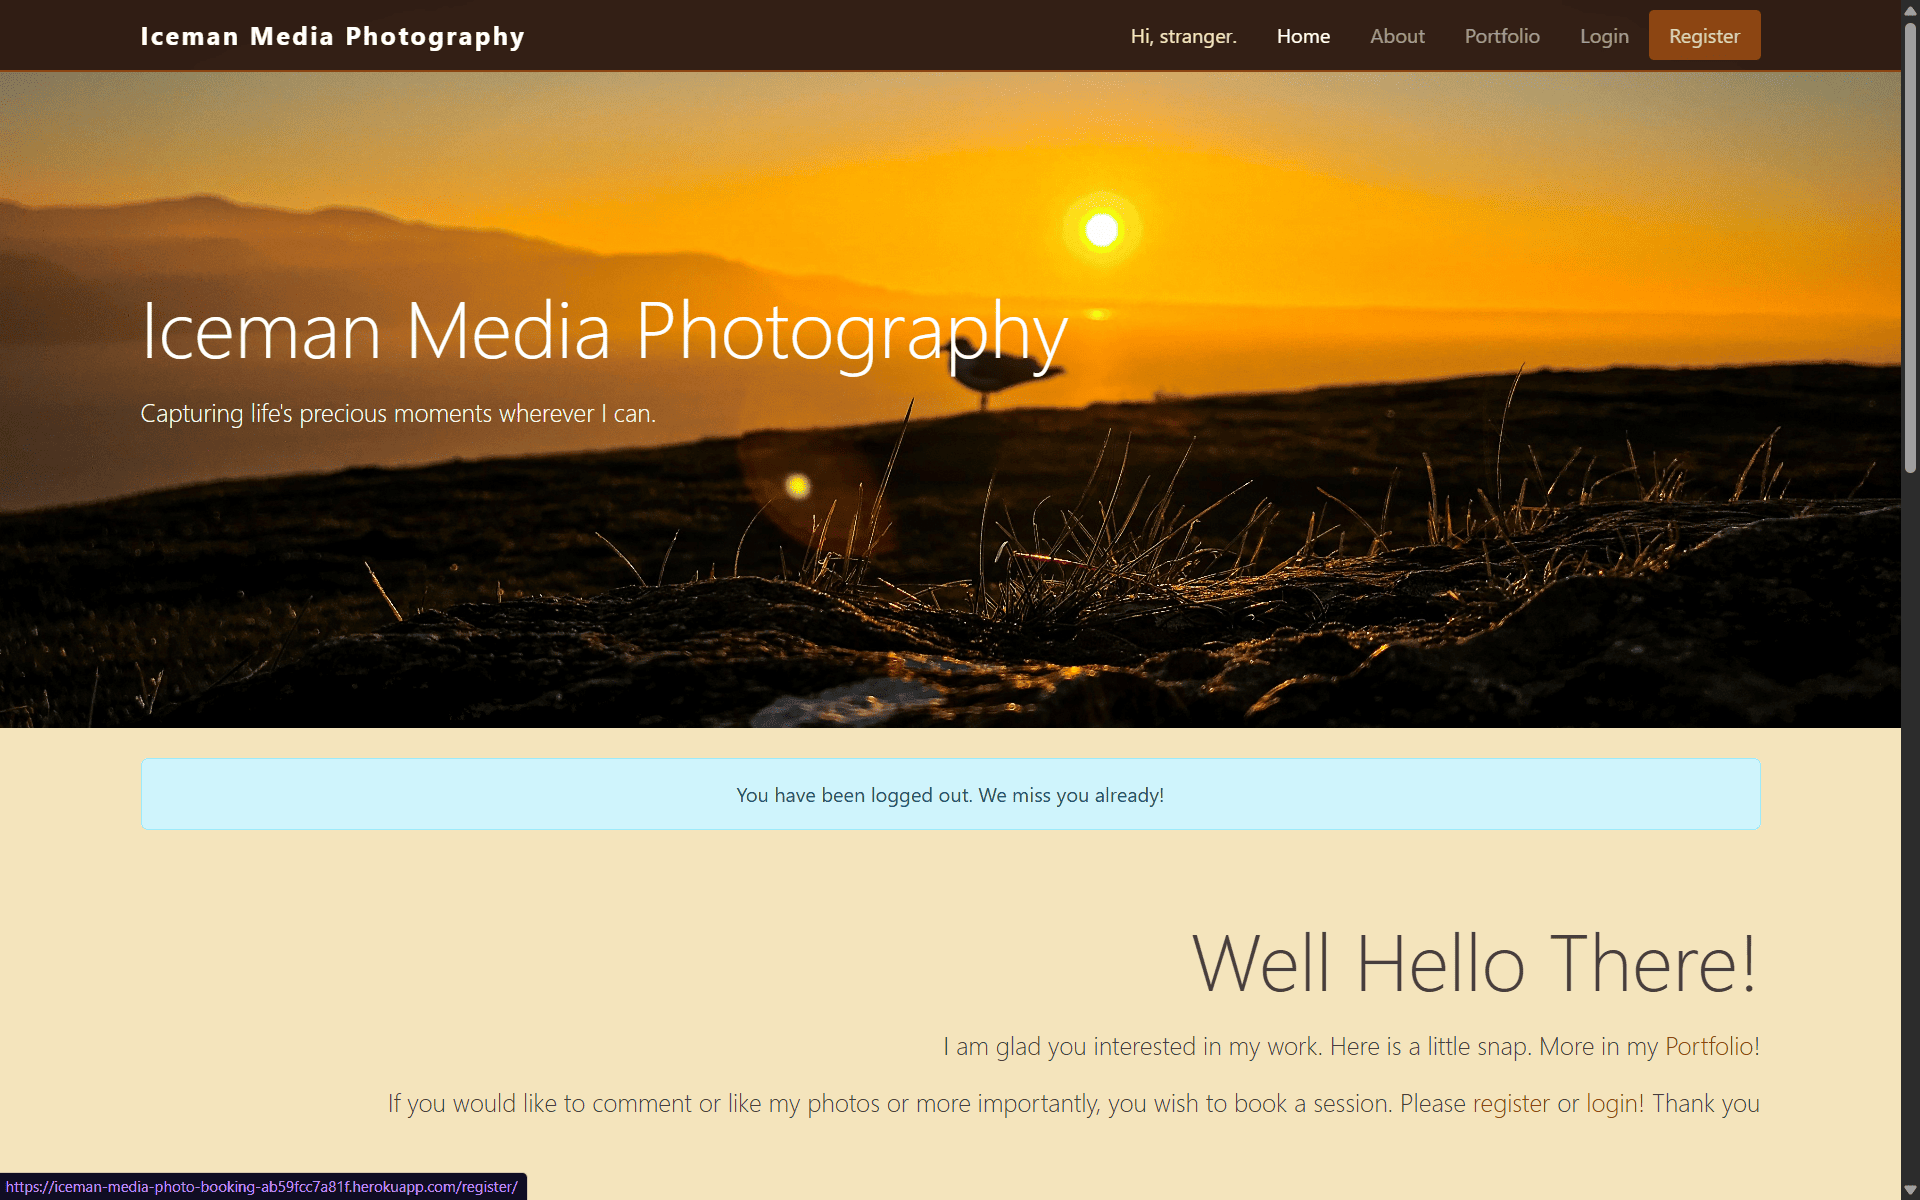 Iceman Media Photography
Hi, stranger. Home About Portfolio Login Register
Iceman Media Photography
Capturing life's precious moments wherever I can.
You have been logged out. We miss you already!
Well Hello There!
I am glad you interested in my work. Here is a little snap. More in my Portfolio!
If you would like to comment or like my photos or more importantly, you wish to book a session. Please register or login! Thank you
https://iceman-media-photo-booking-ab59fcc7a81f.herokuapp.com/register/